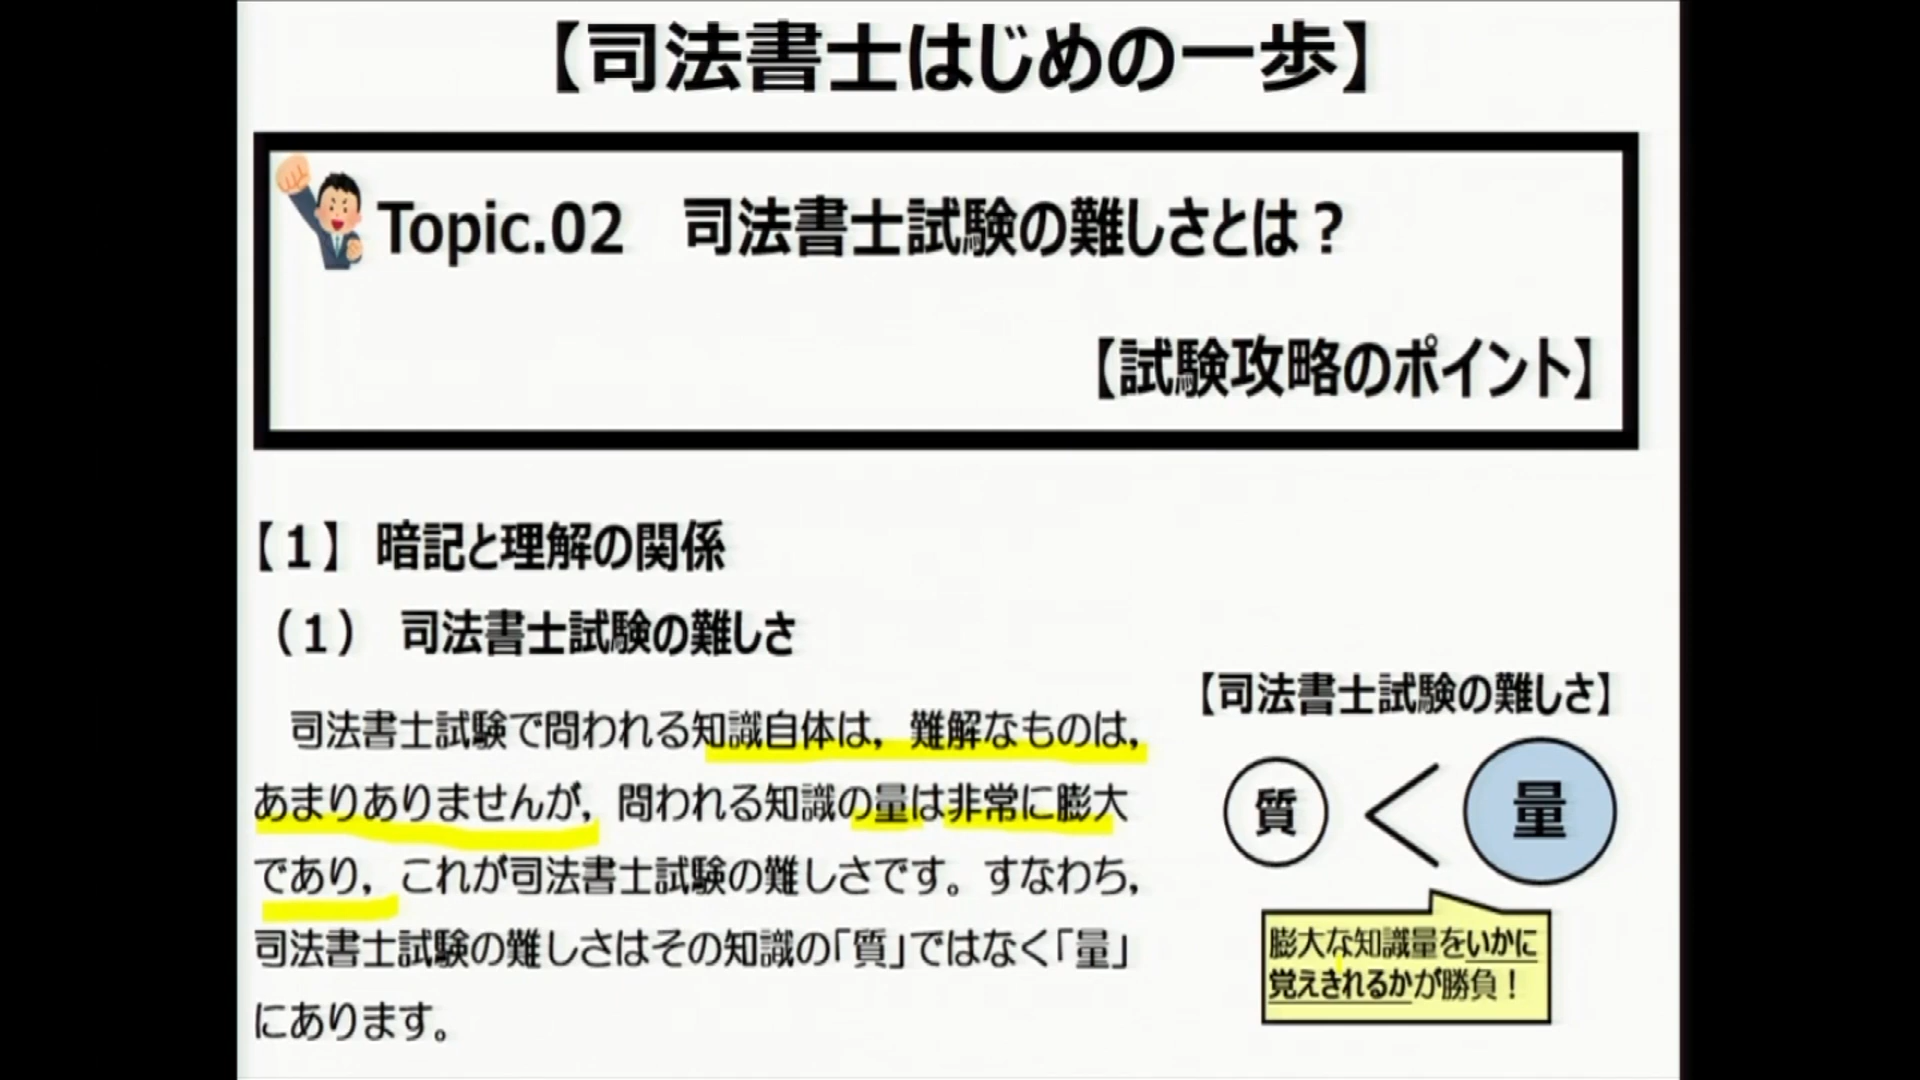 【司法書士はじめの一歩】
Topic.02　司法書士試験の難しさとは？
【試験攻略のポイント】
【１】 暗記と理解の関係
（１） 司法書士試験の難しさ
司法書士試験で問われる知識自体は，難解なものは，
あまりありませんが，問われる知識の量は非常に膨大
であり，これが司法書士試験の難しさです。すなわち，
司法書士試験の難しさはその知識の「質」ではなく「量」
にあります。
【司法書士試験の難しさ】
質 ＜ 量
膨大な知識量をいかに
覚えきれるかが勝負！